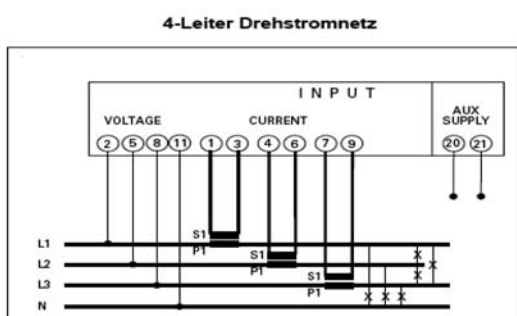 4-Leiter Drehstromnetz
INPUT
VOLTAGE CURRENT AUX
SUPPLY
2 5 8 11 1 3 4 6 7 9 20 21
S1
L1 P1
S1
L2 P1
S1
L3 P1
N